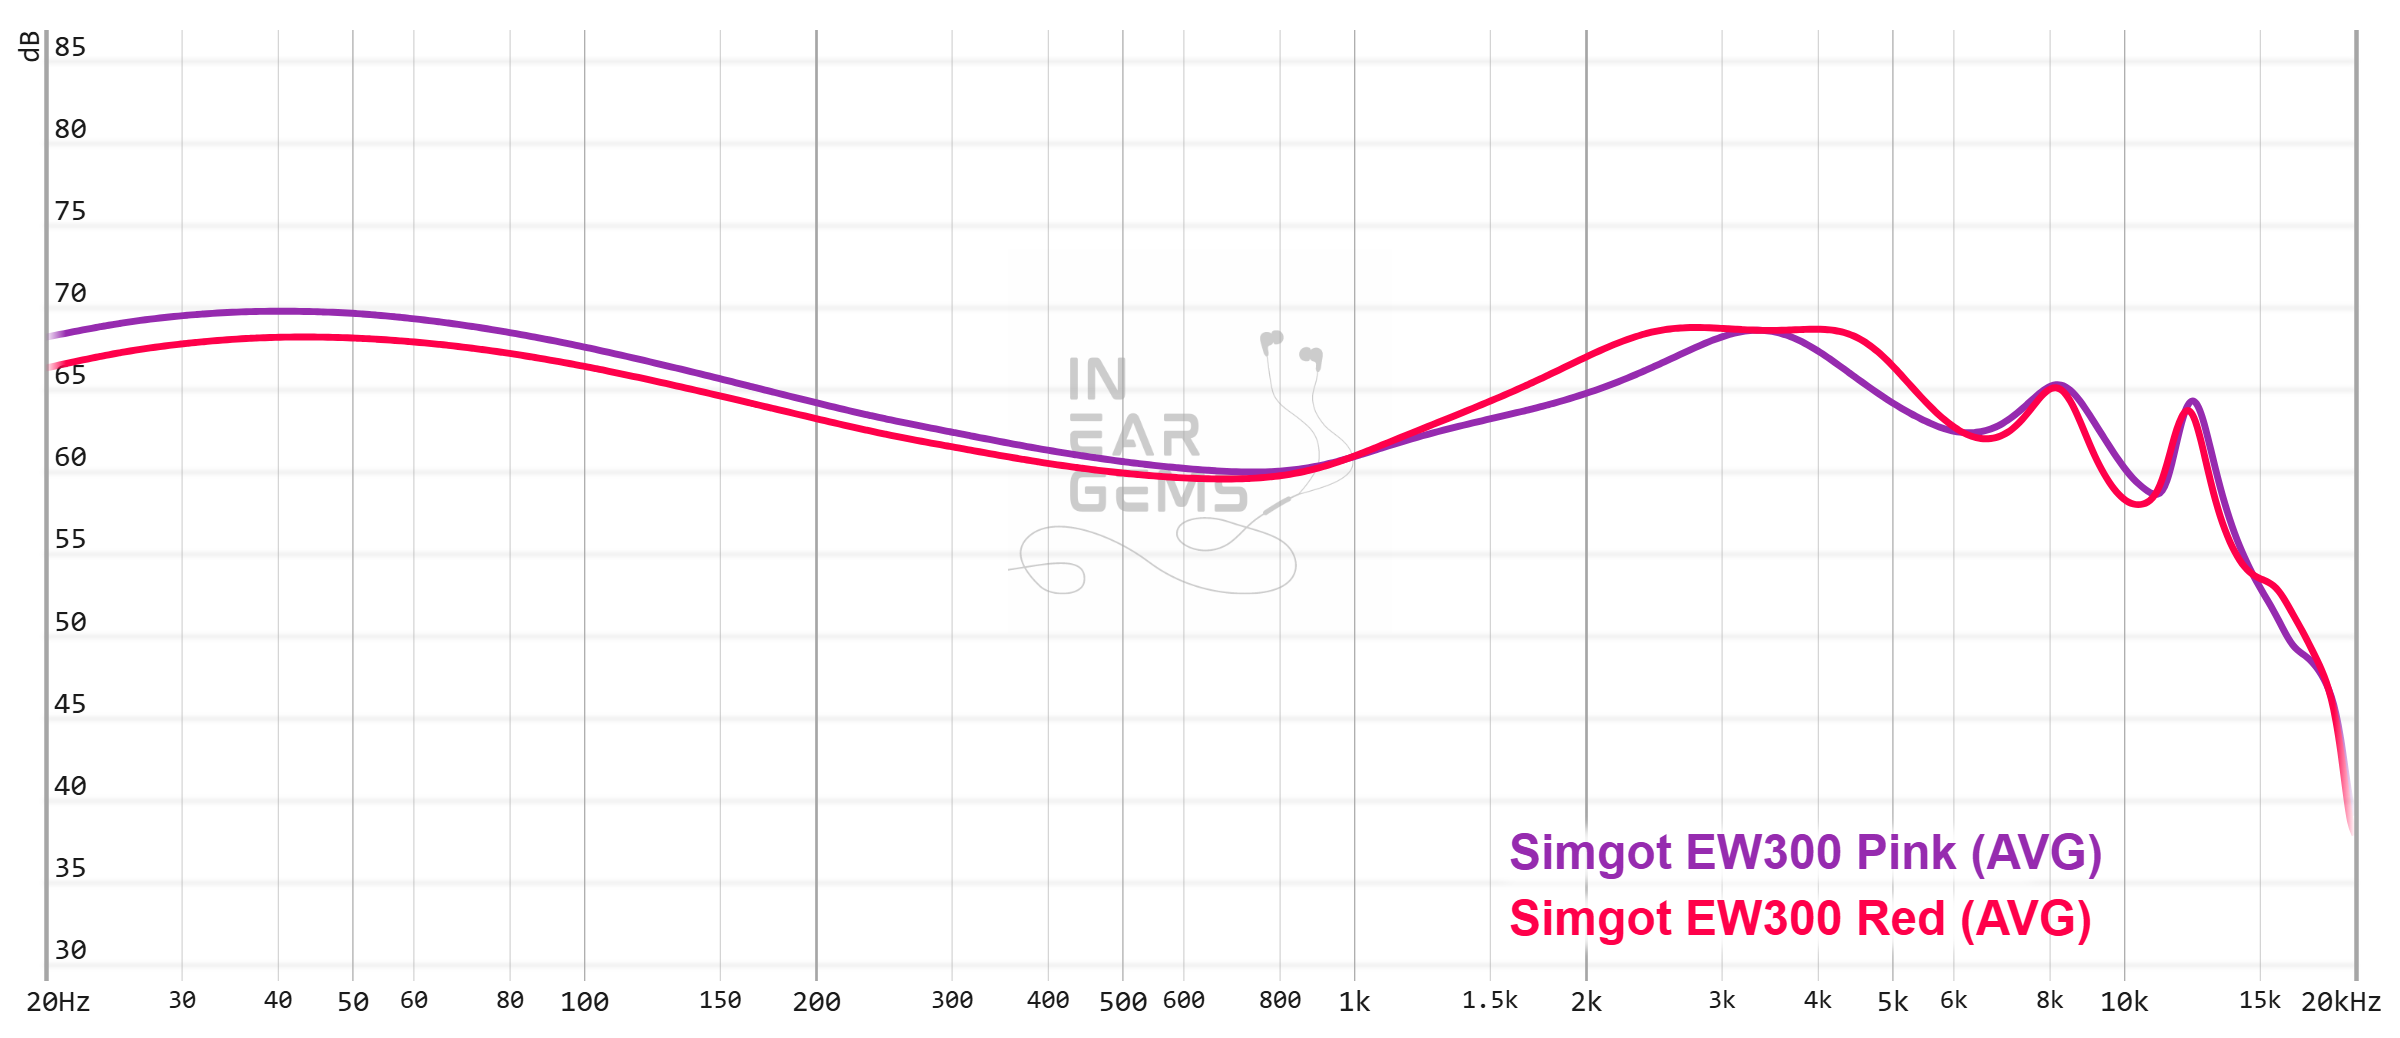 dB
85
80
75
70
65
60
55
50
45
40
35
30
IN
EAR
GEMS
Simgot EW300 Pink (AVG)
Simgot EW300 Red (AVG)
20Hz 30 40 50 60 80 100 150 200 300 400 500 600 800 1k 1.5k 2k 3k 4k 5k 6k 8k 10k 15k 20kHz